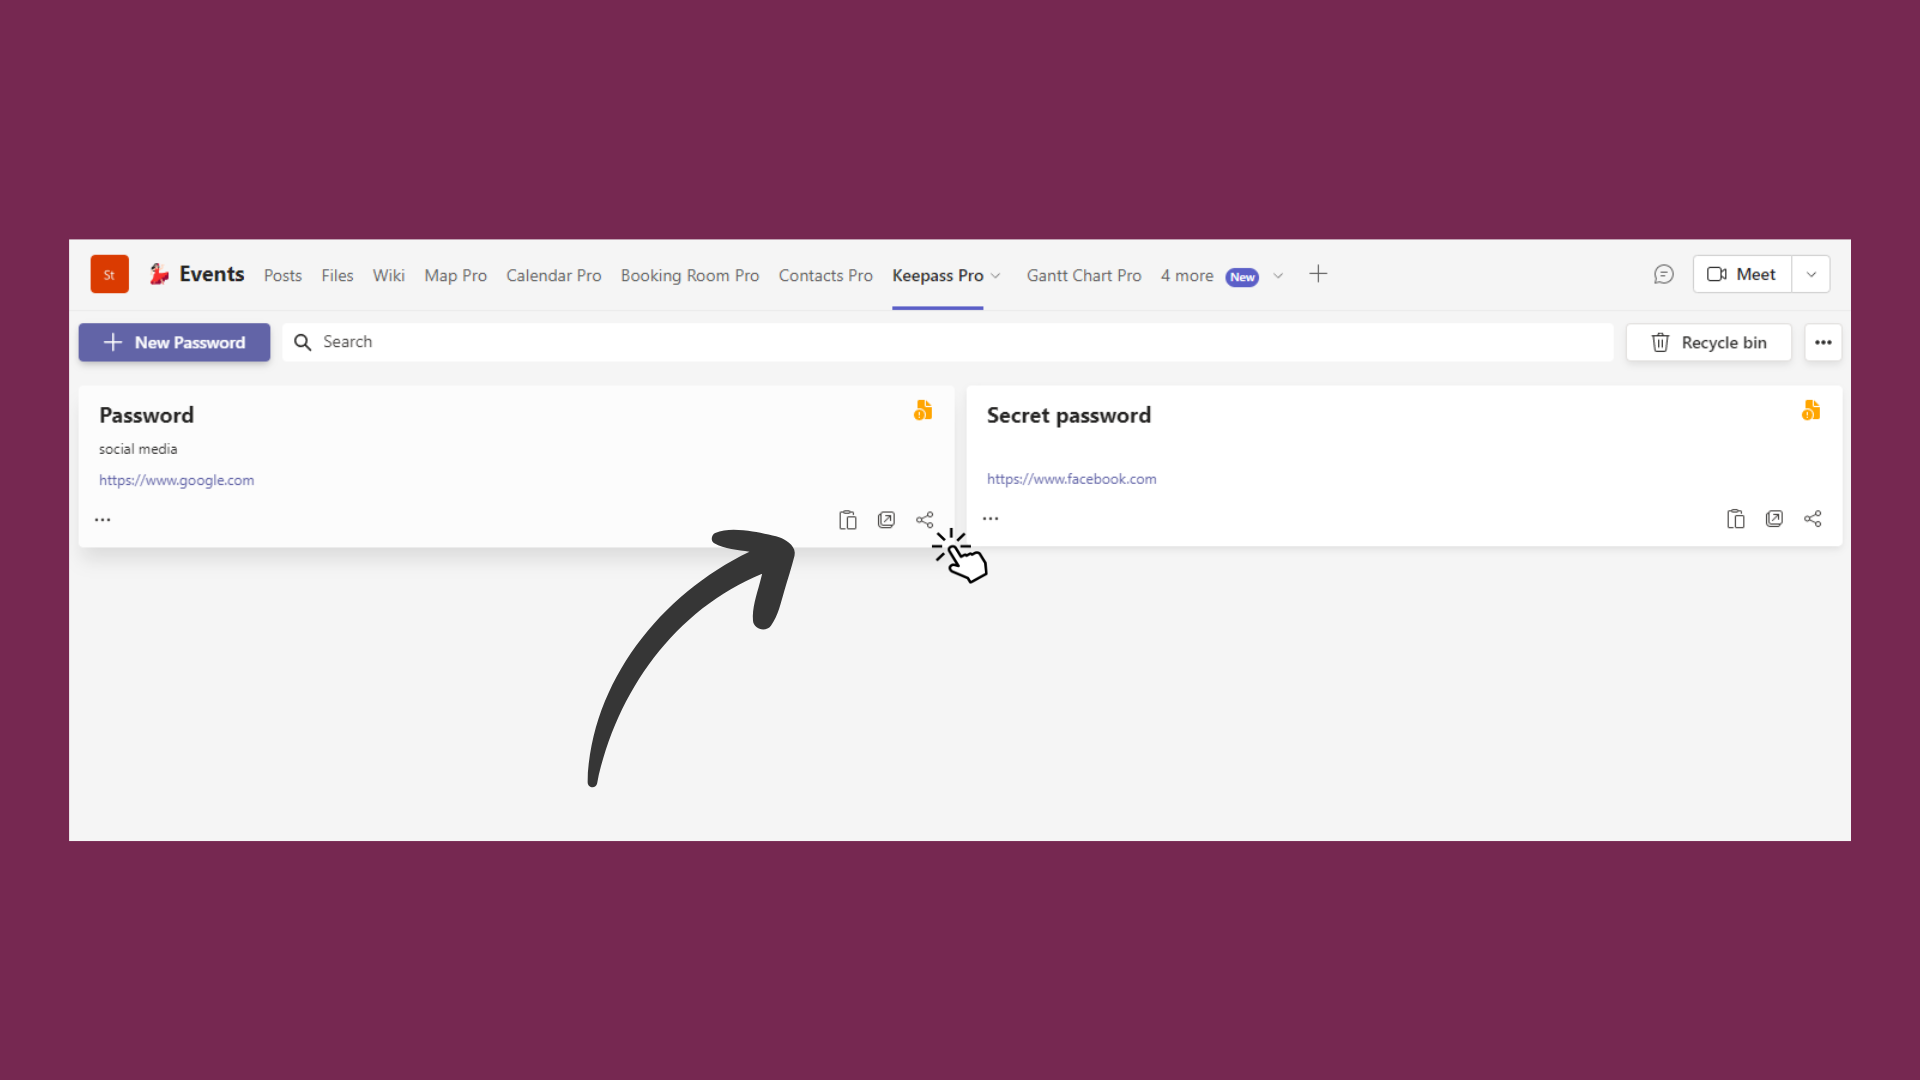 St Events Posts Files Wiki Map Pro Calendar Pro Booking Room Pro Contacts Pro Keepass Pro Gantt Chart Pro 4 more New Meet
New Password Search Recycle bin
Password Secret password
social media
https://www.google.com https://www.facebook.com